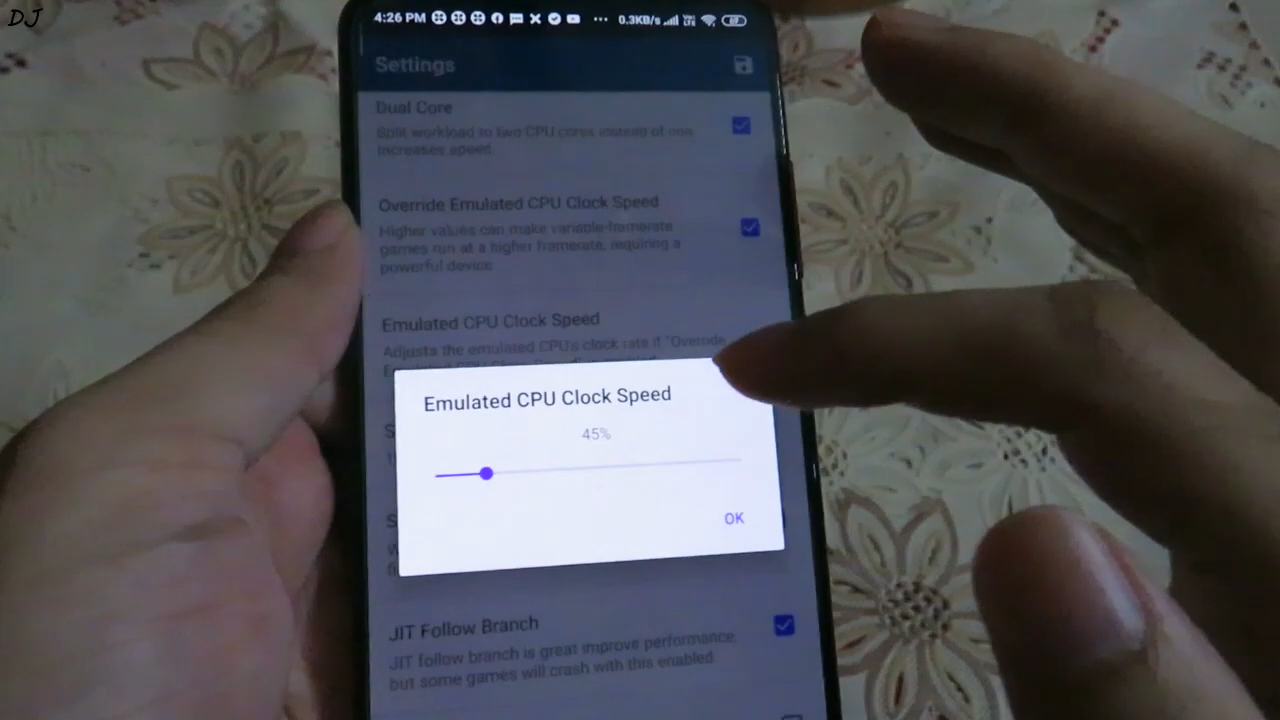 DJ
4:26 PM
0.3KB/s
Settings
Dual Core
Split workload to two CPU cores instead of one.
Increases speed.
Override Emulated CPU Clock Speed
Higher values can make variable-framerate
games run at a higher framerate, requiring a
powerful device
Emulated CPU Clock Speed
Adjusts the emulated CPU's clock rate if "Override
Emulated CPU Clock Speed
45%
OK
JIT Follow Branch
JIT follow branch is great improve performance,
but some games will crash with this enabled